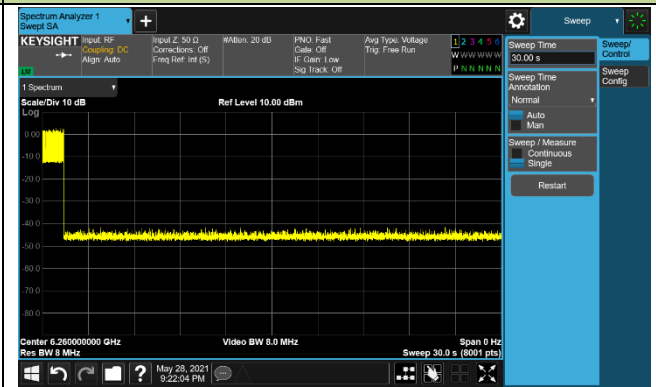 Spectrum Analyzer 1
Swept SA
+
Sweep
KEYSIGHT
Input: RF
Coupling: DC
Align: Auto
Input Z: 50 Ω
Corrections: Off
Freq Ref: Int (S)
#Atten: 20 dB
PNO: Fast
Gate: Off
IF Gain: Low
Sig Track: Off
Avg Type: Voltage
Trig: Free Run
1 2 3 4 5 6
W W W W W W
P N N N N N
LXI
Sweep Time
30.00 s
Sweep Time
Annotation
Normal
Auto
Man
Sweep / Measure
Continuous
Single
Restart
Sweep/
Control
Sweep
Config
1 Spectrum
Scale/Div 10 dB
Ref Level 10.00 dBm
Log
0.00
-10.0
-20.0
-30.0
-40.0
-50.0
-60.0
-70.0
-80.0
Center 6.260000000 GHz
Res BW 8 MHz
Video BW 8.0 MHz
Span 0 Hz
Sweep 30.0 s (8001 pts)
?
May 28, 2021
9:22:04 PM